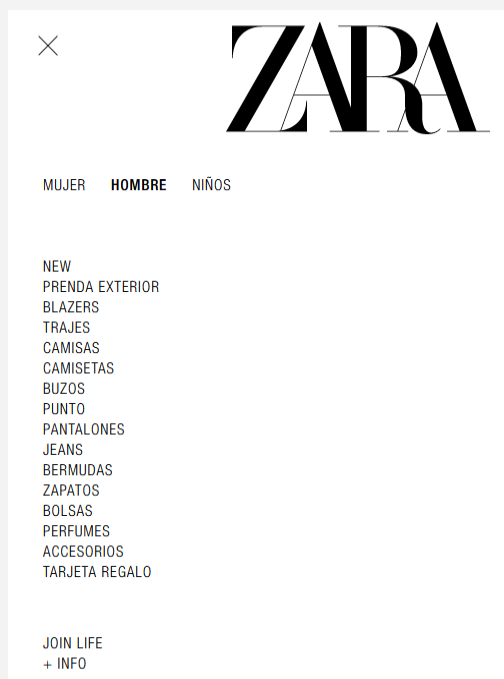 ZARA
MUJER HOMBRE NIÑOS
NEW
PRENDA EXTERIOR
BLAZERS
TRAJES
CAMISAS
CAMISETAS
BUZOS
PUNTO
PANTALONES
JEANS
BERMUDAS
ZAPATOS
BOLSAS
PERFUMES
ACCESORIOS
TARJETA REGALO
JOIN LIFE
+ INFO